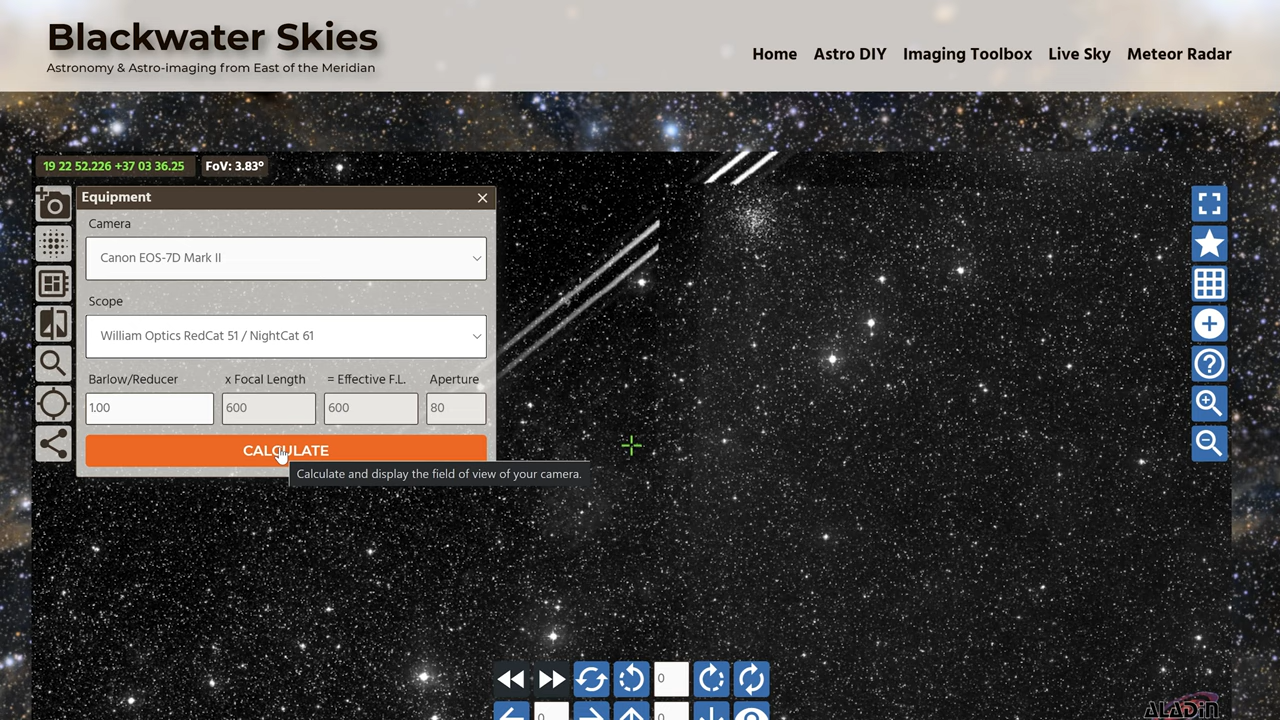 Blackwater Skies
Astronomy & Astro-imaging from East of the Meridian
Home Astro DIY Imaging Toolbox Live Sky Meteor Radar
19 22 52.226 +37 03 36.25 FoV: 3.83°
Equipment
Camera
Canon EOS-7D Mark II
Scope
William Optics RedCat 51 / NightCat 61
Barlow/Reducer x Focal Length = Effective F.L. Aperture
1.00 600 600 80
CALCULATE
Calculate and display the field of view of your camera.
0
0 0
ALADIN